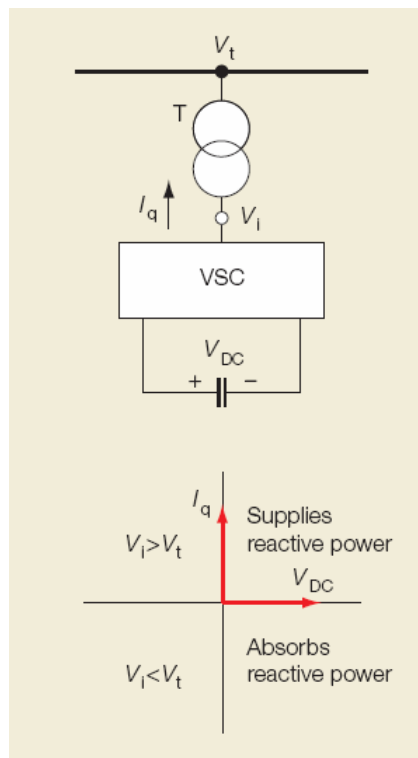 Vt
T
Iq
Vi
VSC
VDC
+ −
Iq
Supplies
reactive power
Vi>Vt
VDC
Absorbs
reactive power
Vi<Vt